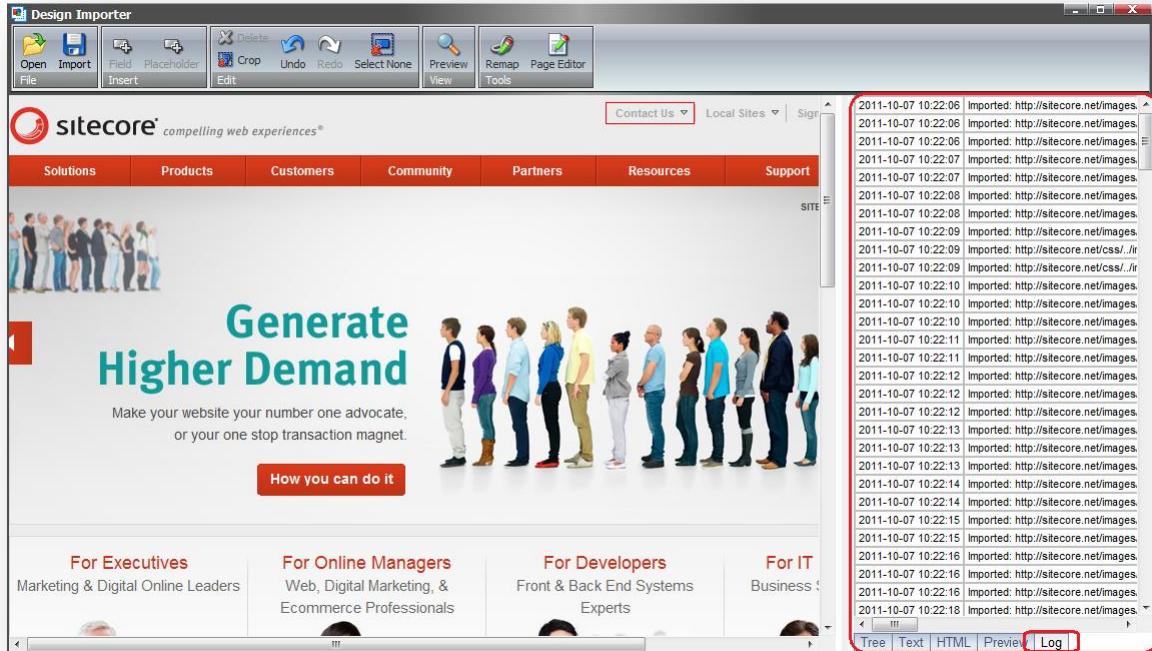 Design Importer
Open Import Field Placeholder Delete Crop Undo Redo Select None Preview Remap Page Editor
File Insert Edit View Tools
sitecore® compelling web experiences®
Contact Us Local Sites
Solutions Products Customers Community Partners Resources Support
Generate
Higher Demand
Make your website your number one advocate,
or your one stop transaction magnet.
How you can do it
For Executives
Marketing & Digital Online Leaders
For Online Managers
Web, Digital Marketing, &
Ecommerce Professionals
For Developers
Front & Back End Systems
Experts
For IT
Business
2011-10-07 10:22:06 Imported: http://sitecore.net/images.
2011-10-07 10:22:06 Imported: http://sitecore.net/images.
2011-10-07 10:22:06 Imported: http://sitecore.net/images.
2011-10-07 10:22:07 Imported: http://sitecore.net/images.
2011-10-07 10:22:07 Imported: http://sitecore.net/images.
2011-10-07 10:22:08 Imported: http://sitecore.net/images.
2011-10-07 10:22:08 Imported: http://sitecore.net/images.
2011-10-07 10:22:09 Imported: http://sitecore.net/images.
2011-10-07 10:22:09 Imported: http://sitecore.net/css/../ir
2011-10-07 10:22:09 Imported: http://sitecore.net/css/../ir
2011-10-07 10:22:10 Imported: http://sitecore.net/images.
2011-10-07 10:22:10 Imported: http://sitecore.net/images.
2011-10-07 10:22:10 Imported: http://sitecore.net/images.
2011-10-07 10:22:11 Imported: http://sitecore.net/images.
2011-10-07 10:22:11 Imported: http://sitecore.net/images.
2011-10-07 10:22:12 Imported: http://sitecore.net/images.
2011-10-07 10:22:12 Imported: http://sitecore.net/images.
2011-10-07 10:22:12 Imported: http://sitecore.net/images.
2011-10-07 10:22:13 Imported: http://sitecore.net/images.
2011-10-07 10:22:13 Imported: http://sitecore.net/images.
2011-10-07 10:22:13 Imported: http://sitecore.net/images.
2011-10-07 10:22:14 Imported: http://sitecore.net/images.
2011-10-07 10:22:14 Imported: http://sitecore.net/images.
2011-10-07 10:22:15 Imported: http://sitecore.net/images.
2011-10-07 10:22:15 Imported: http://sitecore.net/images.
2011-10-07 10:22:16 Imported: http://sitecore.net/images.
2011-10-07 10:22:16 Imported: http://sitecore.net/images.
2011-10-07 10:22:16 Imported: http://sitecore.net/images.
2011-10-07 10:22:18 Imported: http://sitecore.net/images.
Tree Text HTML Preview Log